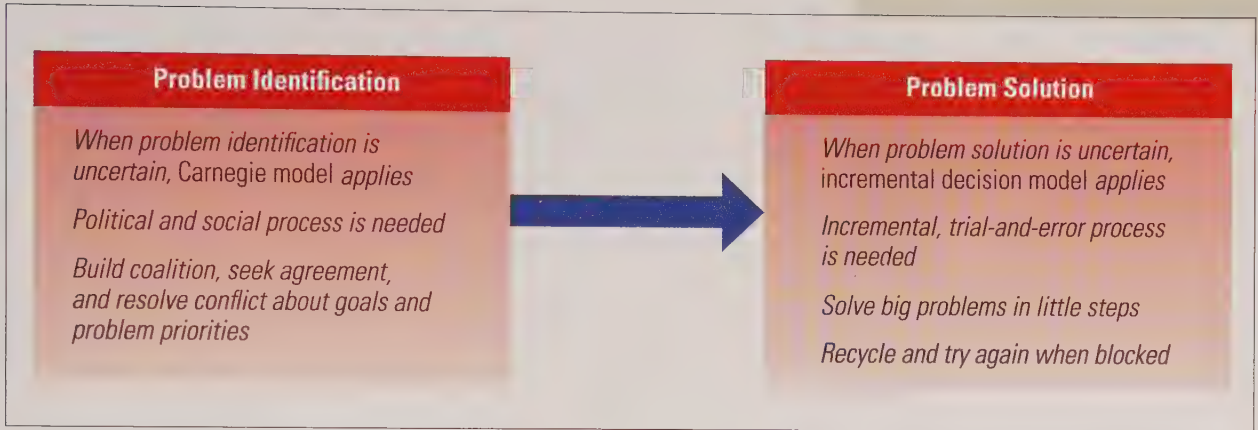 Problem Identification
When problem identification is
uncertain, Carnegie model applies
Political and social process is needed
Build coalition, seek agreement,
and resolve conflict about goals and
problem priorities
Problem Solution
When problem solution is uncertain,
incremental decision model applies
Incremental, trial-and-error process
is needed
Solve big problems in little steps
Recycle and try again when blocked